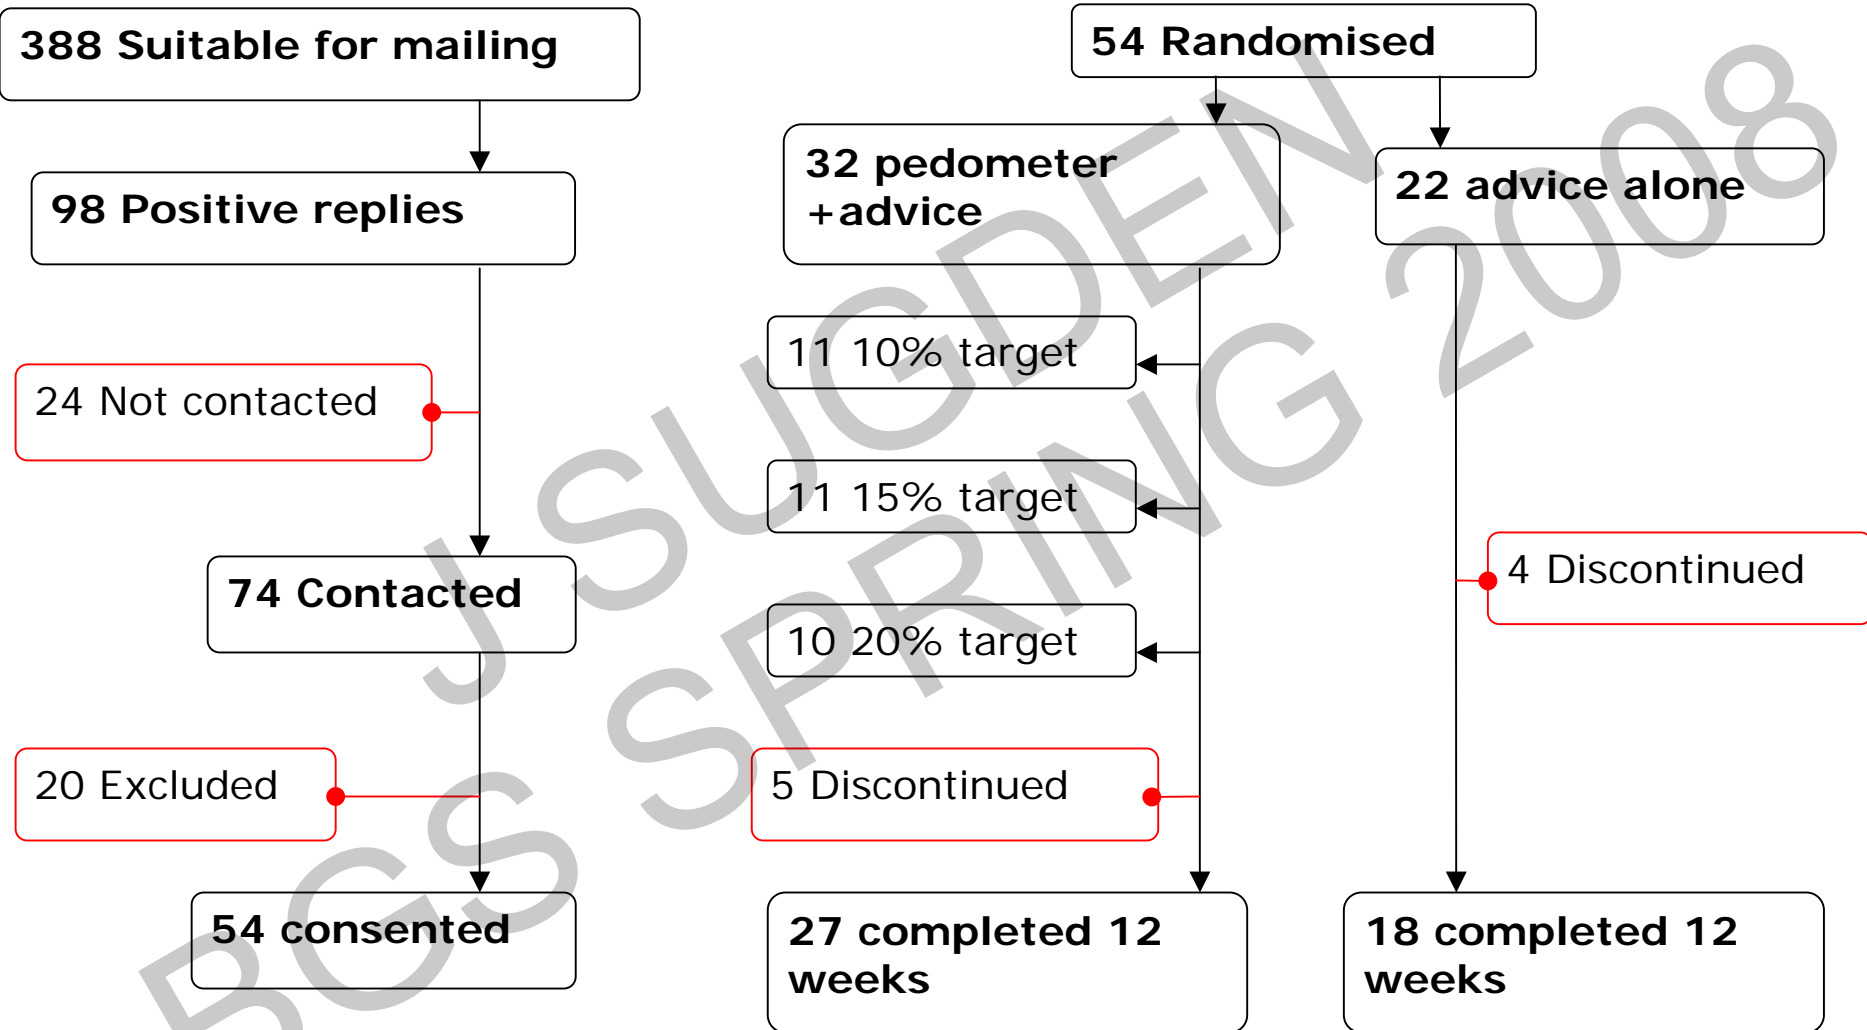 388 Suitable for mailing
98 Positive replies
24 Not contacted
74 Contacted
20 Excluded
54 consented
54 Randomised
32 pedometer
+advice
22 advice alone
11 10% target
11 15% target
10 20% target
5 Discontinued
4 Discontinued
27 completed 12
weeks
18 completed 12
weeks
J SUGDEN
BGS SPRING 2008